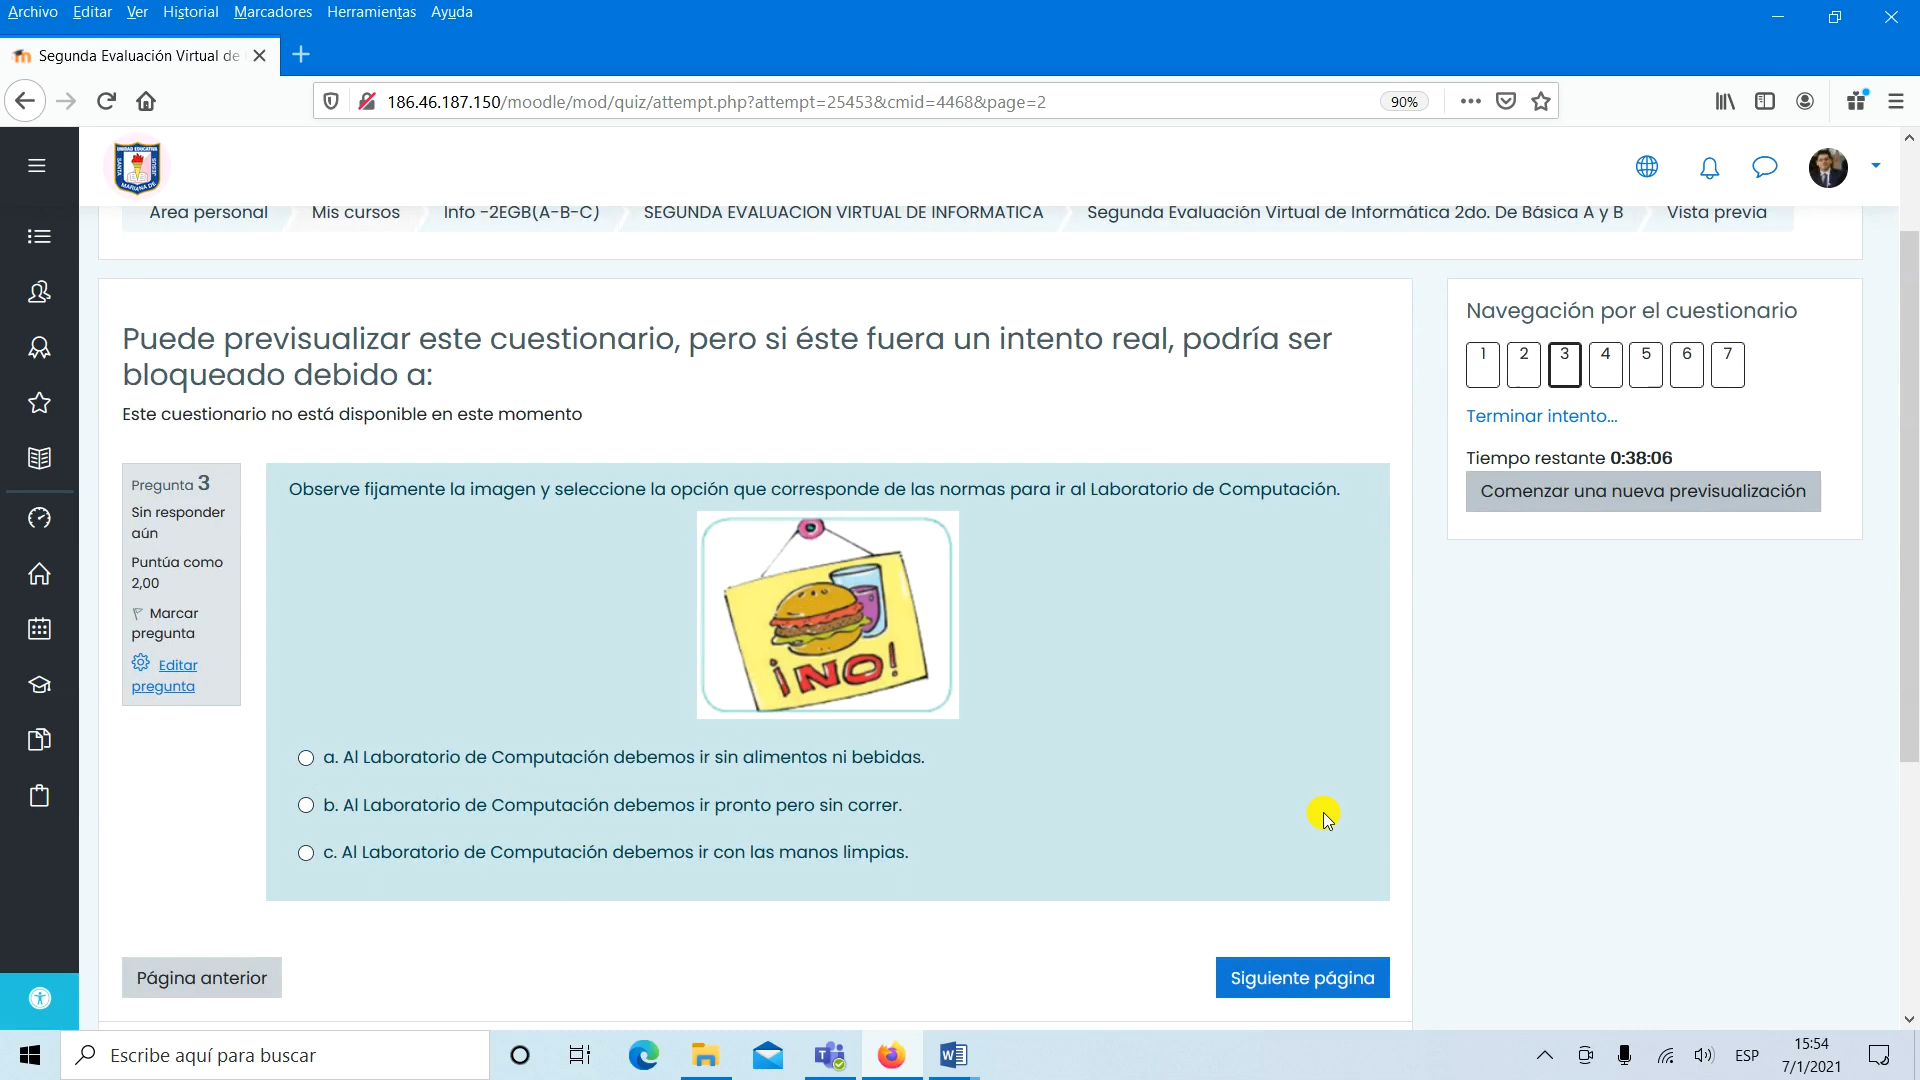 Archivo Editar Ver Historial Marcadores Herramientas Ayuda
Segunda Evaluación Virtual de
186.46.187.150/moodle/mod/quiz/attempt.php?attempt=25453&cmid=4468&page=2
90%
UNIDAD EDUCATIVA
SANTA
MARIANA DE
JESÚS
Área personal Mis cursos Info -2EGB(A-B-C) SEGUNDA EVALUACIÓN VIRTUAL DE INFORMÁTICA Segunda Evaluación Virtual de Informática 2do. De Básica A y B Vista previa
Puede previsualizar este cuestionario, pero si éste fuera un intento real, podría ser
bloqueado debido a:
Este cuestionario no está disponible en este momento
Pregunta 3
Sin responder
aún
Puntúa como
2,00
Marcar
pregunta
Editar
pregunta
Observe fijamente la imagen y seleccione la opción que corresponde de las normas para ir al Laboratorio de Computación.
¡NO!
a. Al Laboratorio de Computación debemos ir sin alimentos ni bebidas.
b. Al Laboratorio de Computación debemos ir pronto pero sin correr.
c. Al Laboratorio de Computación debemos ir con las manos limpias.
Página anterior
Siguiente página
Navegación por el cuestionario
1 2 3 4 5 6 7
Terminar intento...
Tiempo restante 0:38:06
Comenzar una nueva previsualización
Escribe aquí para buscar
ESP
15:54
7/1/2021